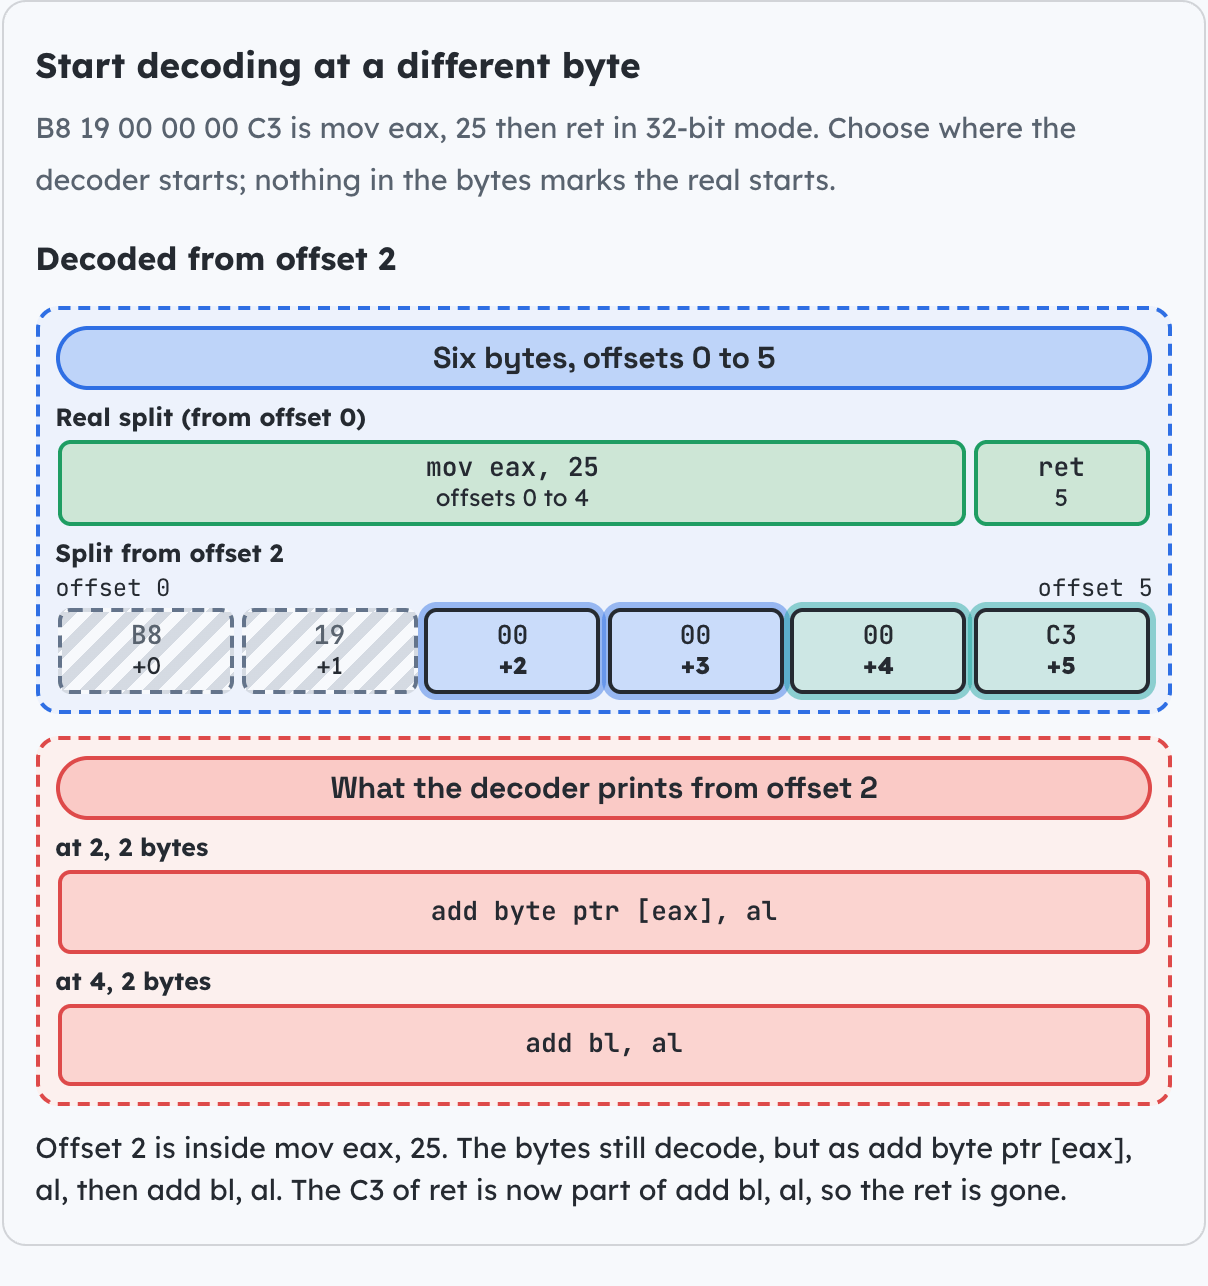 Start decoding at a different byte
B8 19 00 00 00 C3 is mov eax, 25 then ret in 32-bit mode. Choose where the
decoder starts; nothing in the bytes marks the real starts.
Decoded from offset 2
Six bytes, offsets 0 to 5
Real split (from offset 0)
mov eax, 25
offsets 0 to 4
ret
5
Split from offset 2
offset 0
offset 5
B8
+0
19
+1
00
+2
00
+3
00
+4
C3
+5
What the decoder prints from offset 2
at 2, 2 bytes
add byte ptr [eax], al
at 4, 2 bytes
add bl, al
Offset 2 is inside mov eax, 25. The bytes still decode, but as add byte ptr [eax],
al, then add bl, al. The C3 of ret is now part of add bl, al, so the ret is gone.